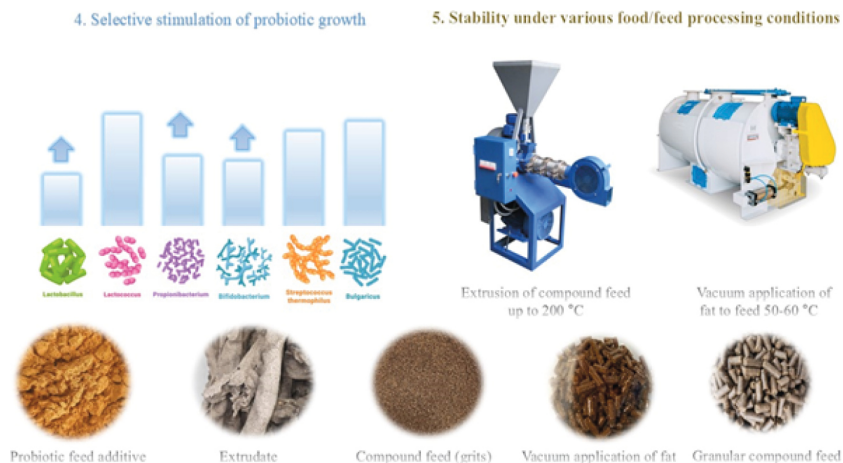 4. Selective stimulation of probiotic growth
5. Stability under various food/feed processing conditions
Lactobacillus
Lactococcus
Propionibacterium
Bifidobacterium
Streptococcus
thermophilus
Bulgaricus
Extrusion of compound feed
up to 200 °C
Vacuum application of
fat to feed 50-60 °C
Probiotic feed additive
Extrudate
Compound feed (grits)
Vacuum application of fat
Granular compound feed